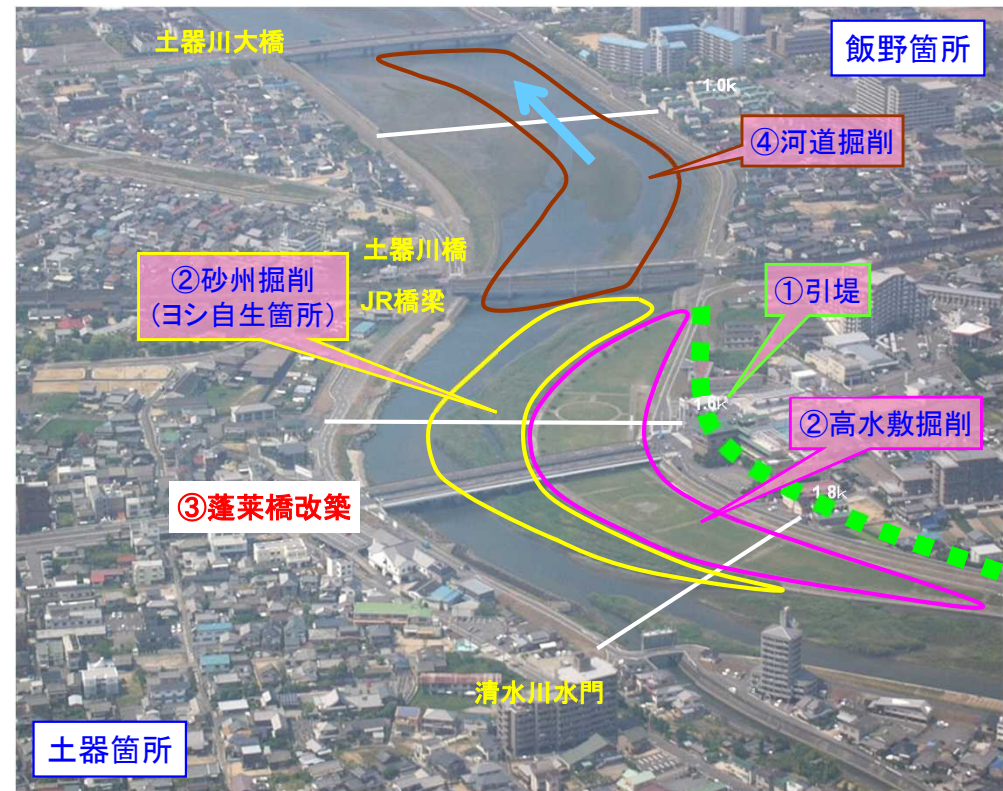 土器川大橋
飯野箇所
1.0k
④河道掘削
土器川橋
②砂州掘削
(ヨシ自生箇所)
JR橋梁
①引堤
1.6k
②高水敷掘削
1.8k
③蓬莱橋改築
清水川水門
土器箇所